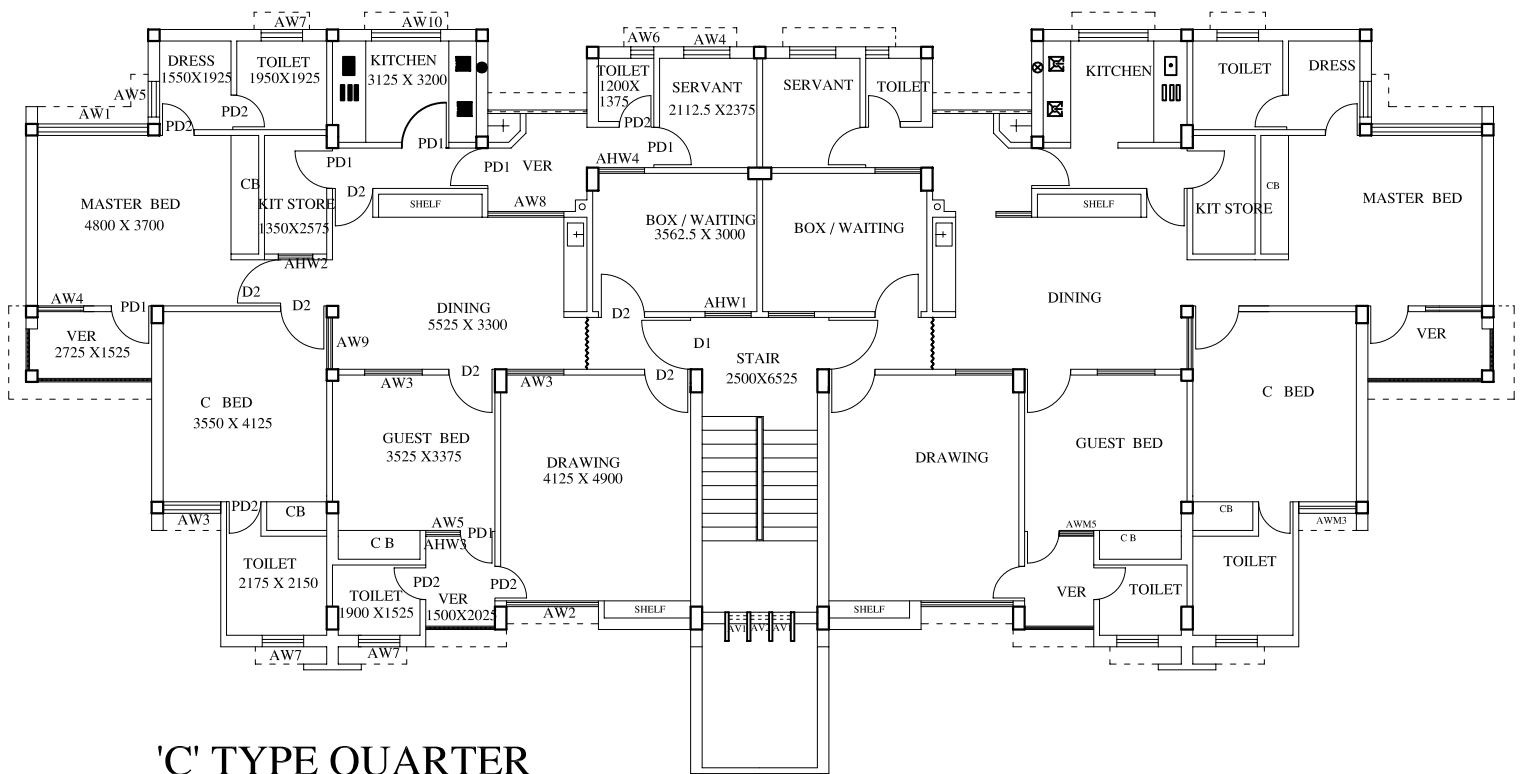 AW7
AW10
DRESS
1550X1925
TOILET
1950X1925
KITCHEN
3125 X 3200
AW6
AW4
TOILET
1200X
1375
SERVANT
2112.5 X2375
SERVANT
TOILET
KITCHEN
TOILET
DRESS
AW5
AW1
PD2
PD2
PD2
PD1
PD1
PD1
PD1
VER
AHW4
CB
D2
MASTER BED
4800 X 3700
KIT STORE
1350X2575
SHELF
AW8
BOX / WAITING
3562.5 X 3000
BOX / WAITING
SHELF
KIT STORE
CB
MASTER BED
AHW2
D2
D2
AW4
PD1
DINING
5525 X 3300
D2
AHW1
DINING
VER
2725 X1525
AW9
D1
STAIR
2500X6525
VER
AW3
D2
AW3
D2
C BED
3550 X 4125
C BED
GUEST BED
3525 X3375
DRAWING
4125 X 4900
DRAWING
GUEST BED
PD2
CB
AW3
AW5
AHW3
PD1
C B
AWM5
C B
CB
AWM3
TOILET
2175 X 2150
TOILET
1900 X1525
PD2
VER
1500X2025
PD2
AW2
SHELF
SHELF
VER
TOILET
TOILET
AV1
AV2
AV1
AW7
AW7
'C' TYPE QUARTER